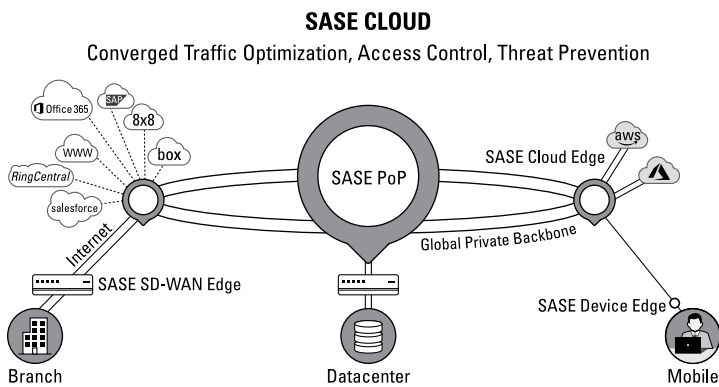 SASE CLOUD
Converged Traffic Optimization, Access Control, Threat Prevention
Office 365
SAP
8x8
www
box
RingCentral
salesforce
SASE PoP
SASE Cloud Edge
aws
Internet
Global Private Backbone
SASE SD-WAN Edge
SASE Device Edge
Branch
Datacenter
Mobile